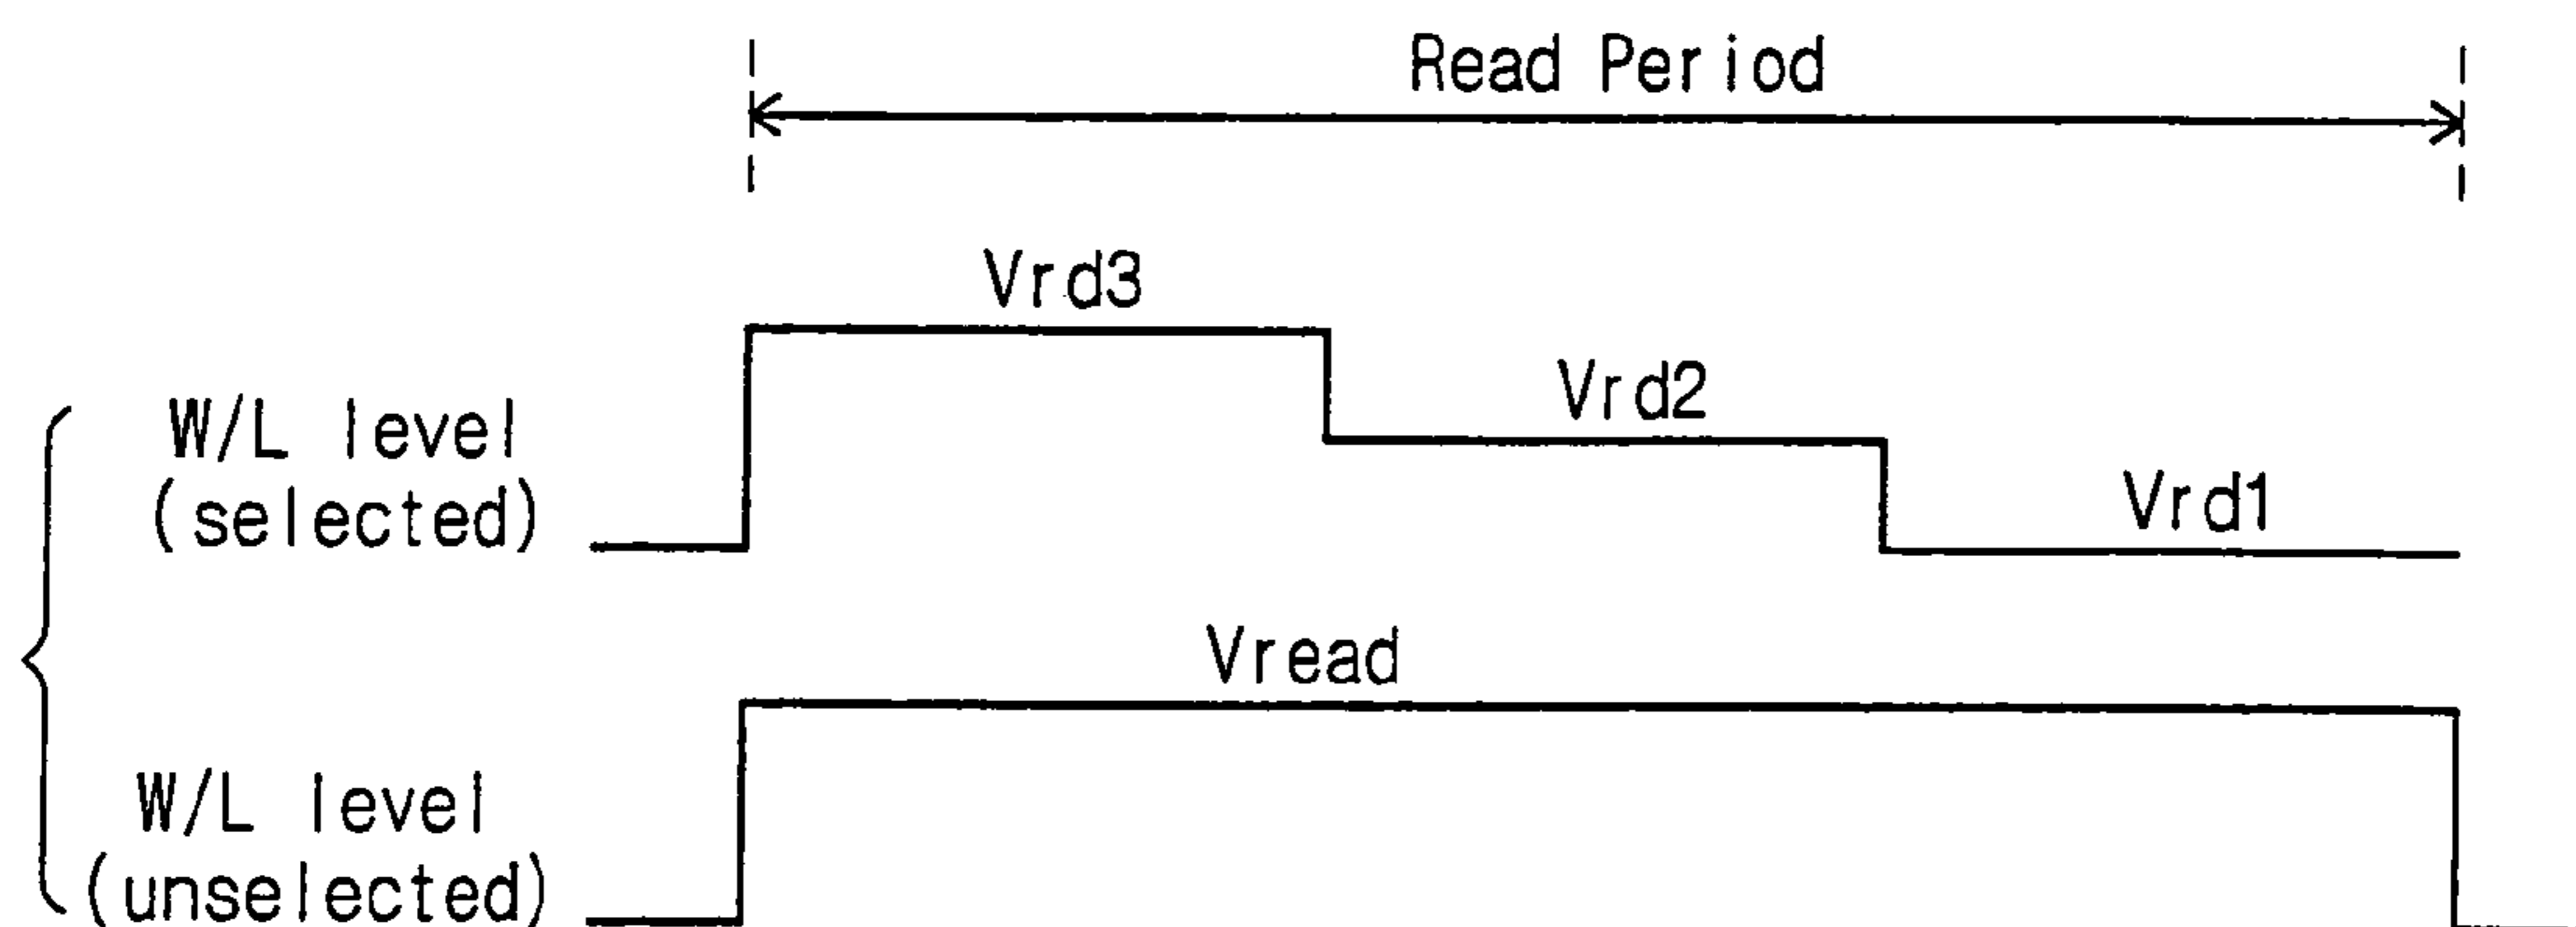 Read Period
Vrd3
Vrd2
Vrd1
W/L level
(selected)
Vread
W/L level
(unselected)